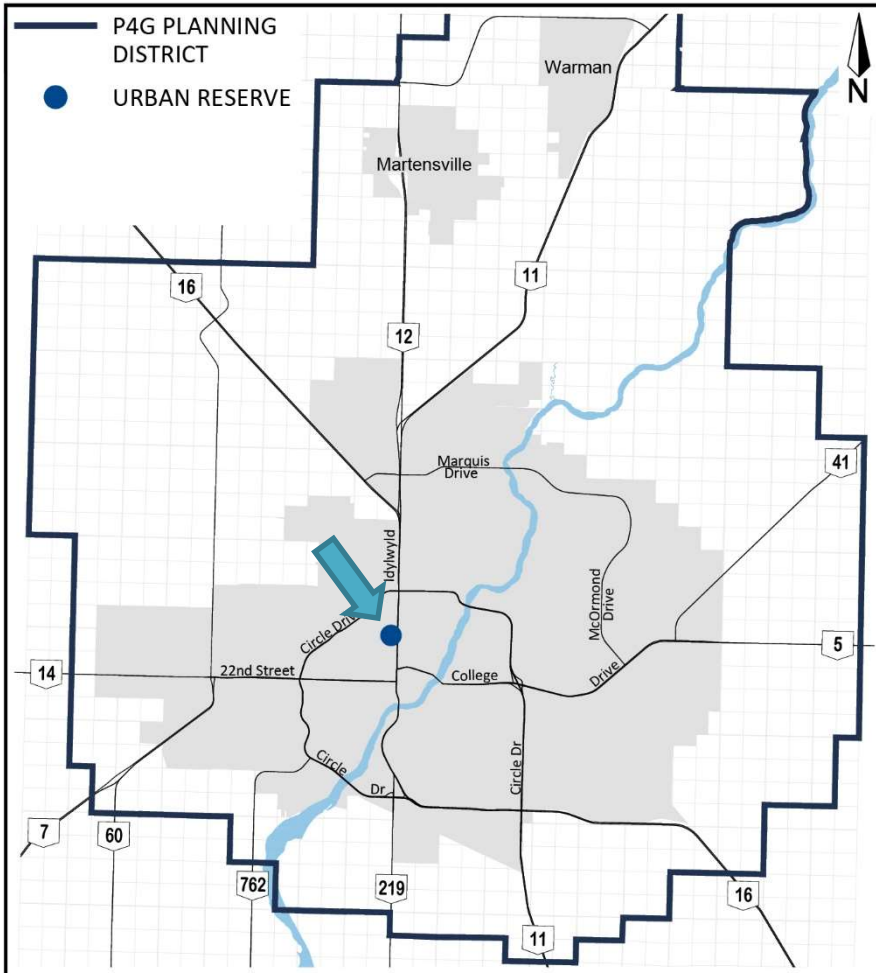 P4G PLANNING
DISTRICT
URBAN RESERVE
N
Warman
Martensville
16
11
12
Marquis
Drive
41
Idylwyld
McOrmond
Drive
Circle Drive
5
14
22nd Street
College
Drive
Circle
Dr
Circle Dr
7
60
762
219
16
11